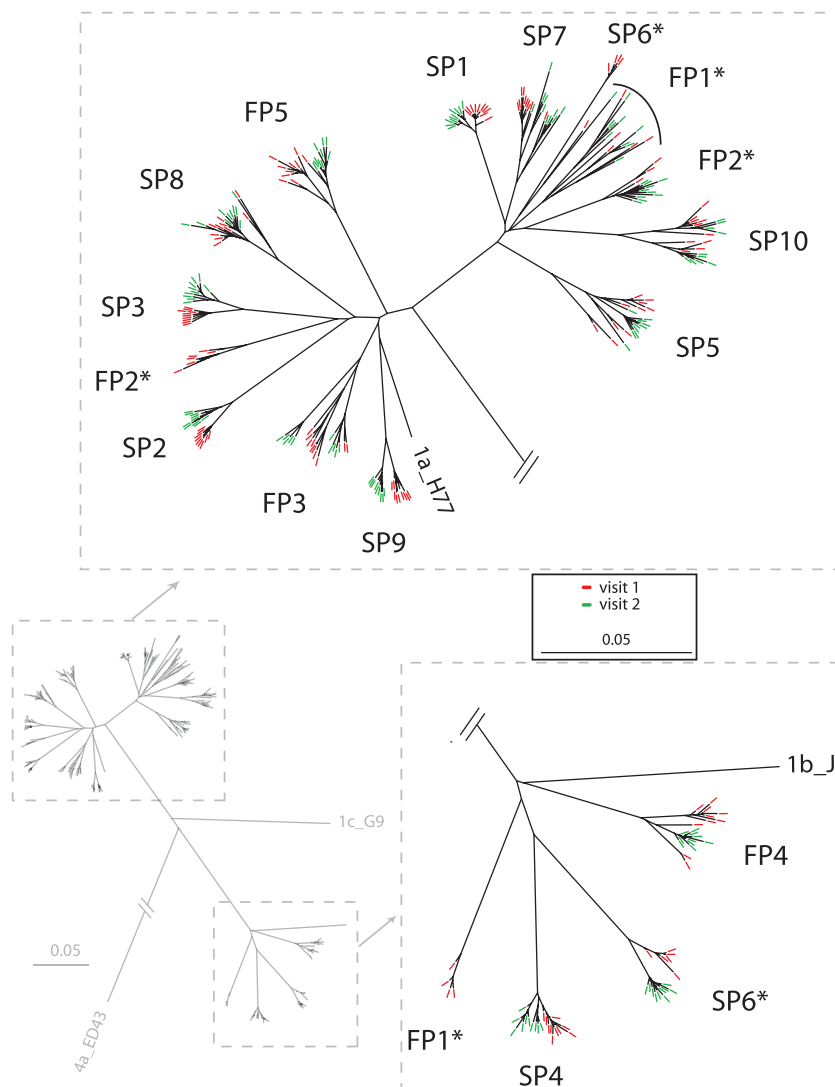 SP6*
SP7
FP1*
SP1
FP5
FP2*
SP8
SP10
SP3
SP5
FP2*
SP2
1a_H77
FP3
SP9
visit 1
visit 2
0.05
1b_J
1c_G9
FP4
0.05
SP6*
FP1*
4a_ED43
SP4